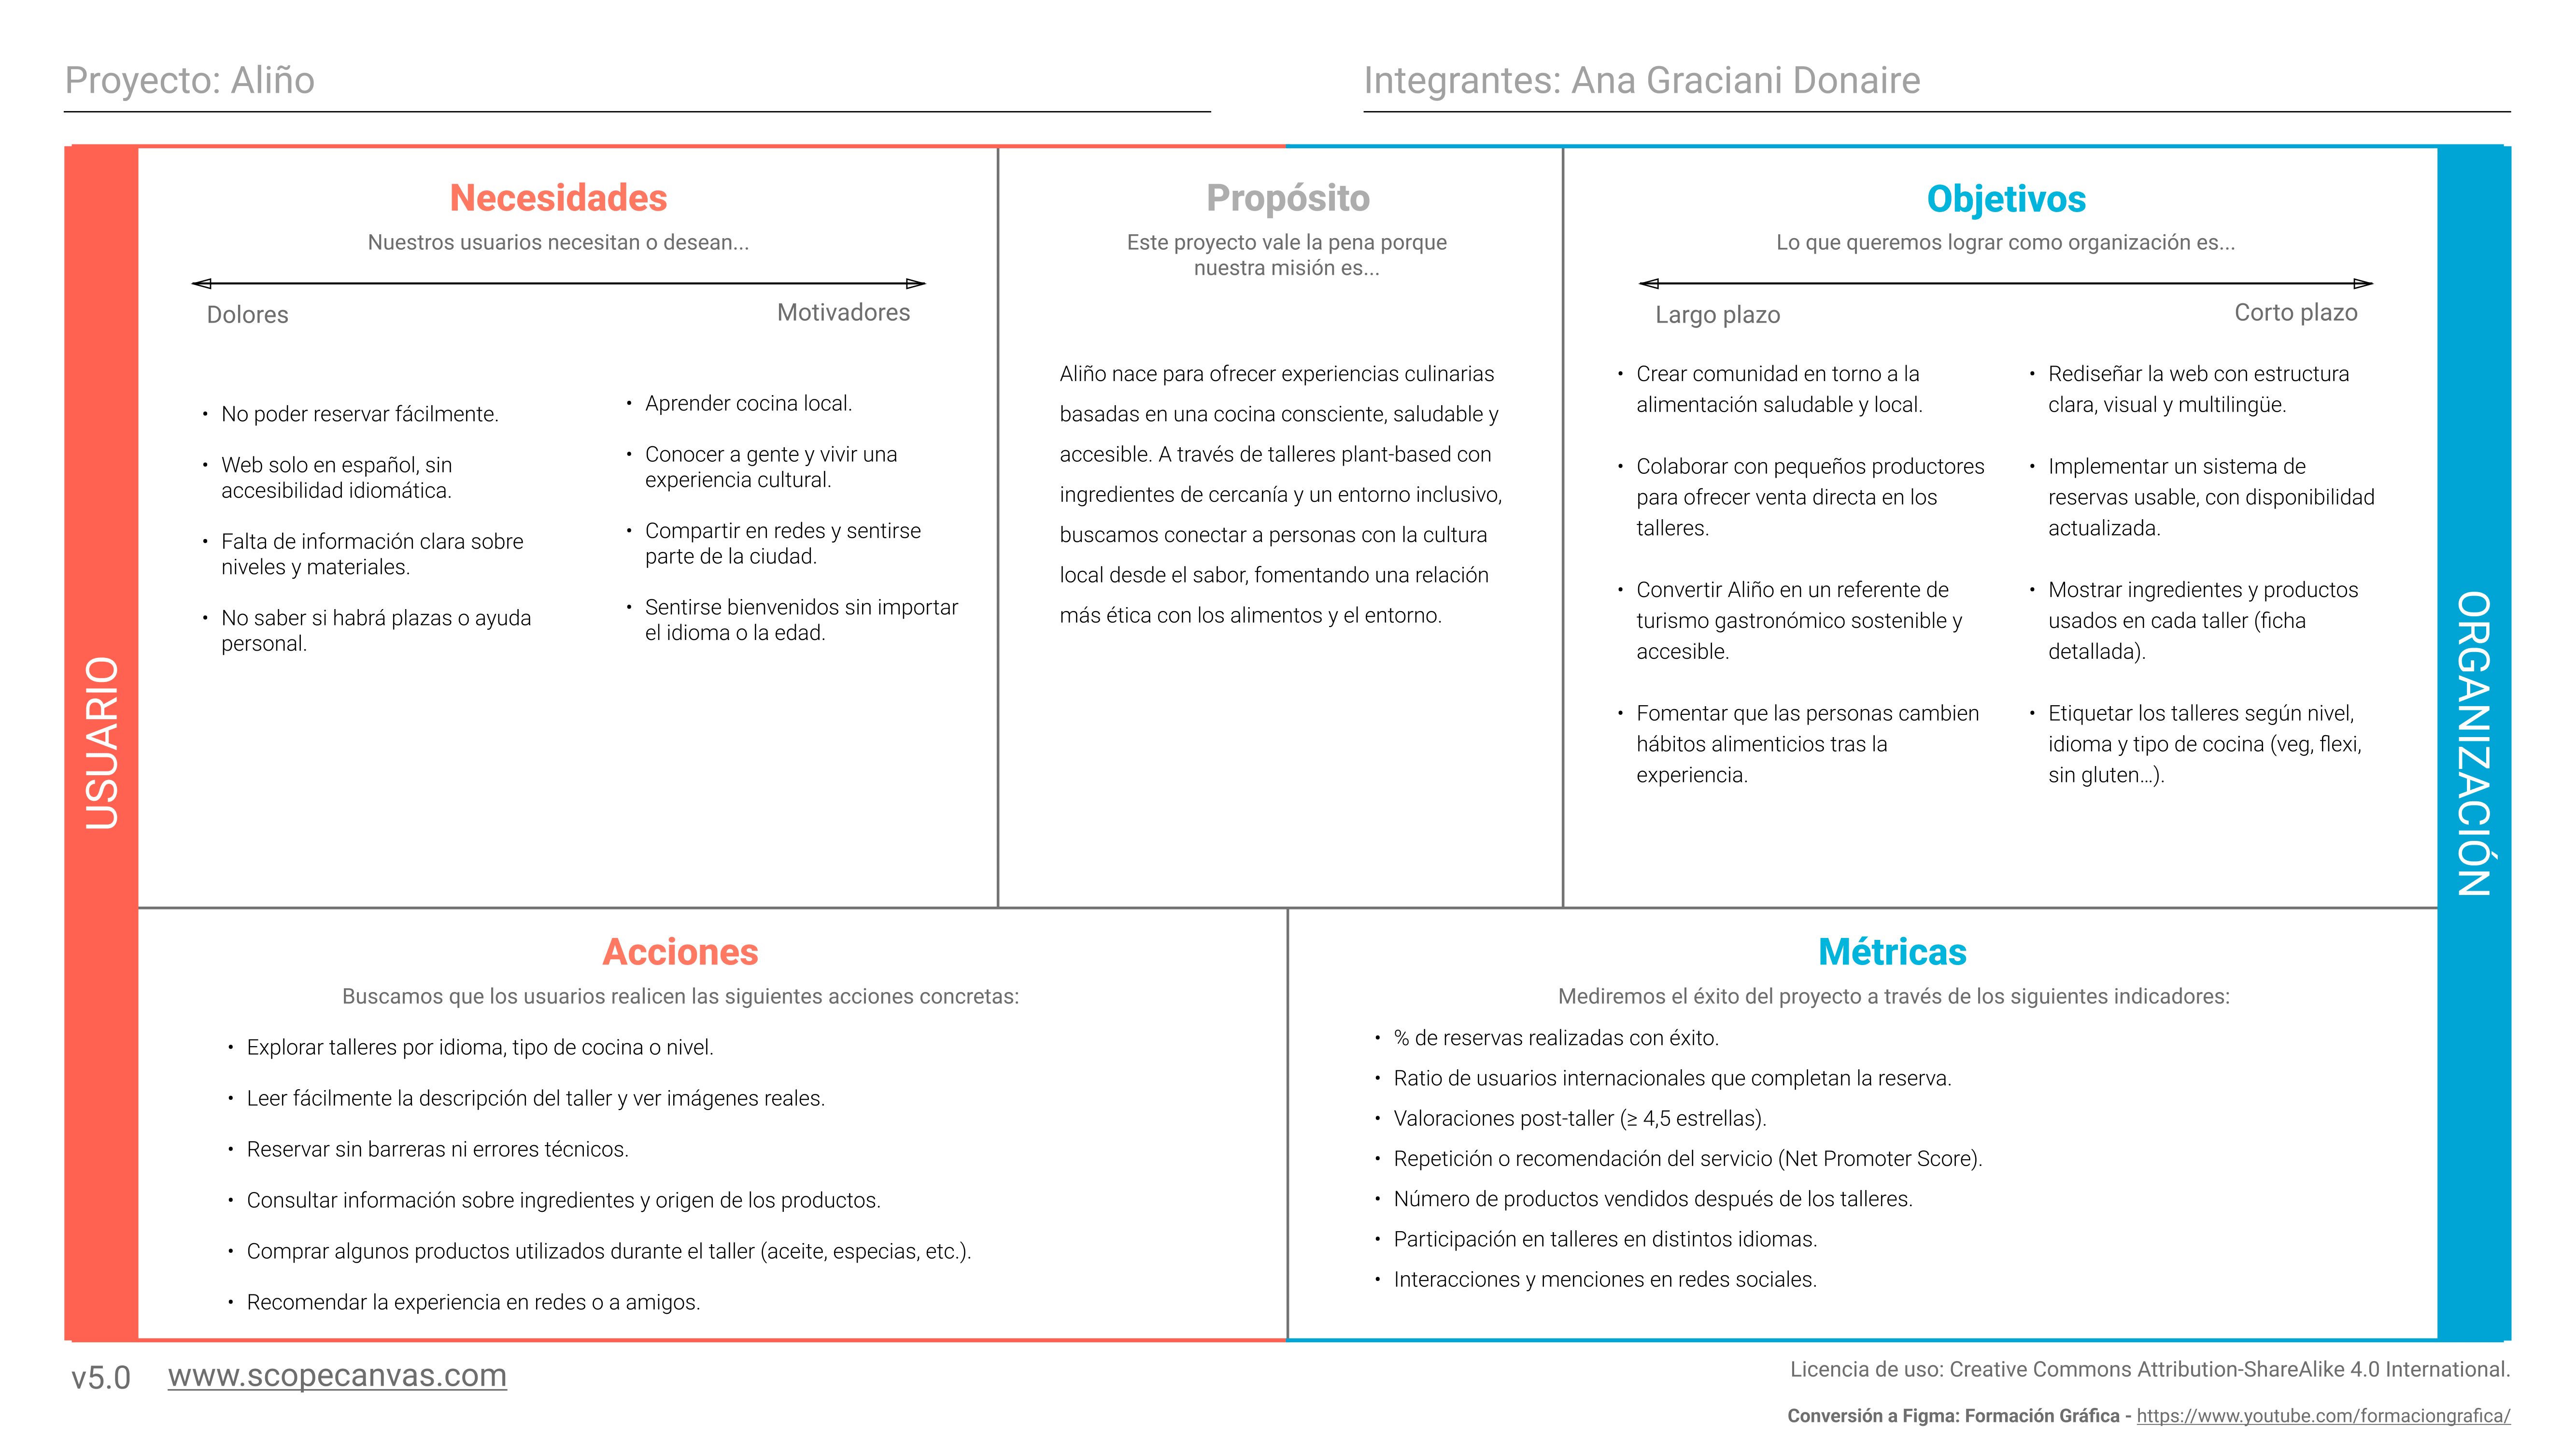 Proyecto: Aliño
Integrantes: Ana Graciani Donaire
USUARIO
Necesidades
Nuestros usuarios necesitan o desean...
Dolores
Motivadores
• No poder reservar fácilmente.
• Web solo en español, sin
accesibilidad idiomática.
• Falta de información clara sobre
niveles y materiales.
• No saber si habrá plazas o ayuda
personal.
• Aprender cocina local.
• Conocer a gente y vivir una
experiencia cultural.
• Compartir en redes y sentirse
parte de la ciudad.
• Sentirse bienvenidos sin importar
el idioma o la edad.
Propósito
Este proyecto vale la pena porque
nuestra misión es...
Aliño nace para ofrecer experiencias culinarias
basadas en una cocina consciente, saludable y
accesible. A través de talleres plant-based con
ingredientes de cercanía y un entorno inclusivo,
buscamos conectar a personas con la cultura
local desde el sabor, fomentando una relación
más ética con los alimentos y el entorno.
Objetivos
Lo que queremos lograr como organización es...
Largo plazo
Corto plazo
• Crear comunidad en torno a la
alimentación saludable y local.
• Colaborar con pequeños productores
para ofrecer venta directa en los
talleres.
• Convertir Aliño en un referente de
turismo gastronómico sostenible y
accesible.
• Fomentar que las personas cambien
hábitos alimenticios tras la
experiencia.
• Rediseñar la web con estructura
clara, visual y multilingüe.
• Implementar un sistema de
reservas usable, con disponibilidad
actualizada.
• Mostrar ingredientes y productos
usados en cada taller (ficha
detallada).
• Etiquetar los talleres según nivel,
idioma y tipo de cocina (veg, flexi,
sin gluten…).
ORGANIZACIÓN
Acciones
Buscamos que los usuarios realicen las siguientes acciones concretas:
• Explorar talleres por idioma, tipo de cocina o nivel.
• Leer fácilmente la descripción del taller y ver imágenes reales.
• Reservar sin barreras ni errores técnicos.
• Consultar información sobre ingredientes y origen de los productos.
• Comprar algunos productos utilizados durante el taller (aceite, especias, etc.).
• Recomendar la experiencia en redes o a amigos.
Métricas
Mediremos el éxito del proyecto a través de los siguientes indicadores:
• % de reservas realizadas con éxito.
• Ratio de usuarios internacionales que completan la reserva.
• Valoraciones post-taller (≥ 4,5 estrellas).
• Repetición o recomendación del servicio (Net Promoter Score).
• Número de productos vendidos después de los talleres.
• Participación en talleres en distintos idiomas.
• Interacciones y menciones en redes sociales.
v5.0 www.scopecanvas.com
Licencia de uso: Creative Commons Attribution-ShareAlike 4.0 International.
Conversión a Figma: Formación Gráfica - https://www.youtube.com/formaciongrafica/